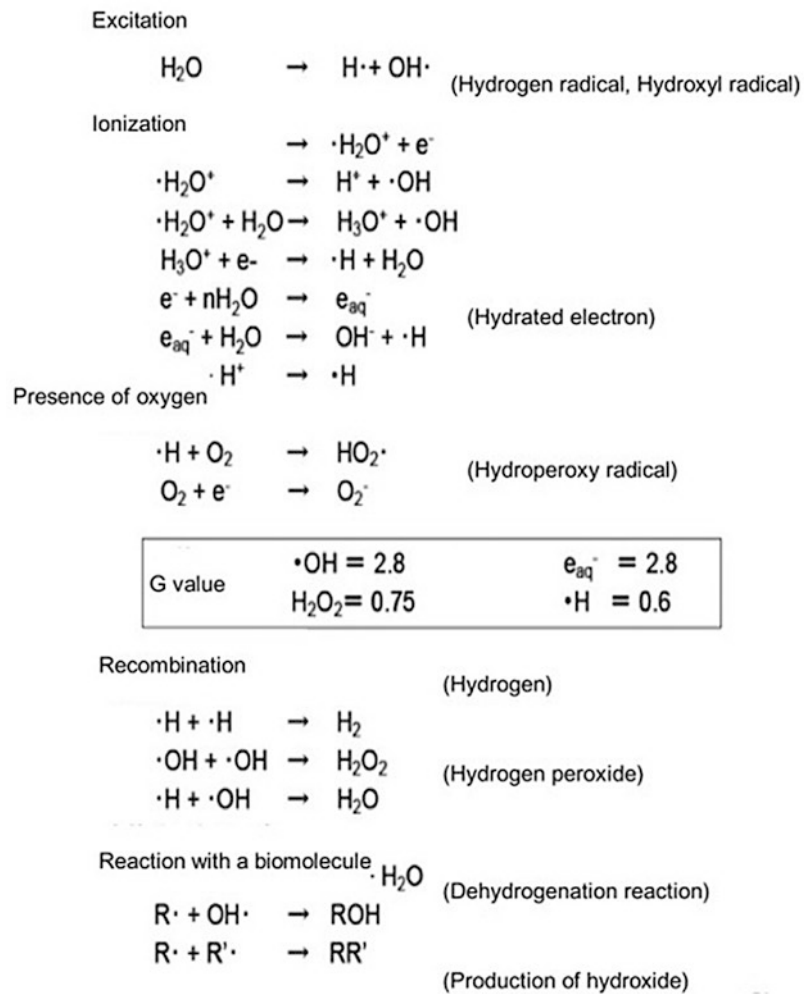 Excitation
H₂O → H·+ OH· (Hydrogen radical, Hydroxyl radical)
Ionization
→ ·H₂O⁺ + e⁻
·H₂O⁺ → H⁺ + ·OH
·H₂O⁺ + H₂O → H₃O⁺ + ·OH
H₃O⁺ + e- → ·H + H₂O
e⁻ + nH₂O → eaq⁻ (Hydrated electron)
eaq⁻ + H₂O → OH⁻ + ·H
· H⁺ → ·H
Presence of oxygen
·H + O₂ → HO₂· (Hydroperoxy radical)
O₂ + e⁻ → O₂⁻
G value
•OH = 2.8 eaq⁻ = 2.8
H₂O₂= 0.75 •H = 0.6
Recombination
(Hydrogen)
·H + ·H → H₂
·OH + ·OH → H₂O₂ (Hydrogen peroxide)
·H + ·OH → H₂O
Reaction with a biomolecule · H₂O
(Dehydrogenation reaction)
R· + OH· → ROH
R· + R'· → RR'
(Production of hydroxide)